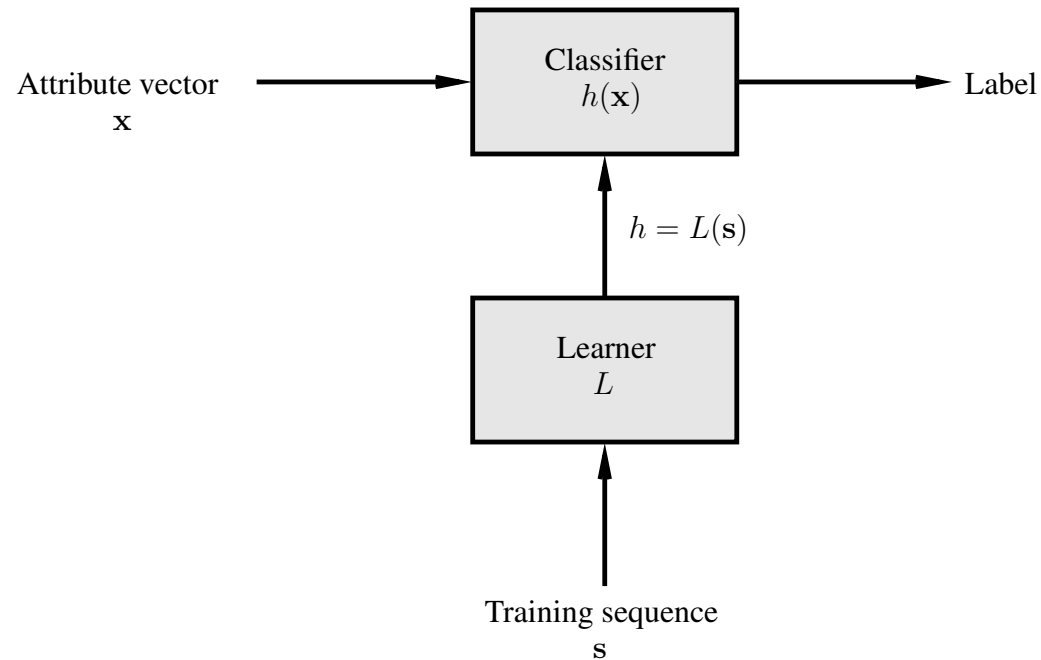 Classifier
h(x)
Attribute vector
x
Label
h = L(s)
Learner
L
Training sequence
s